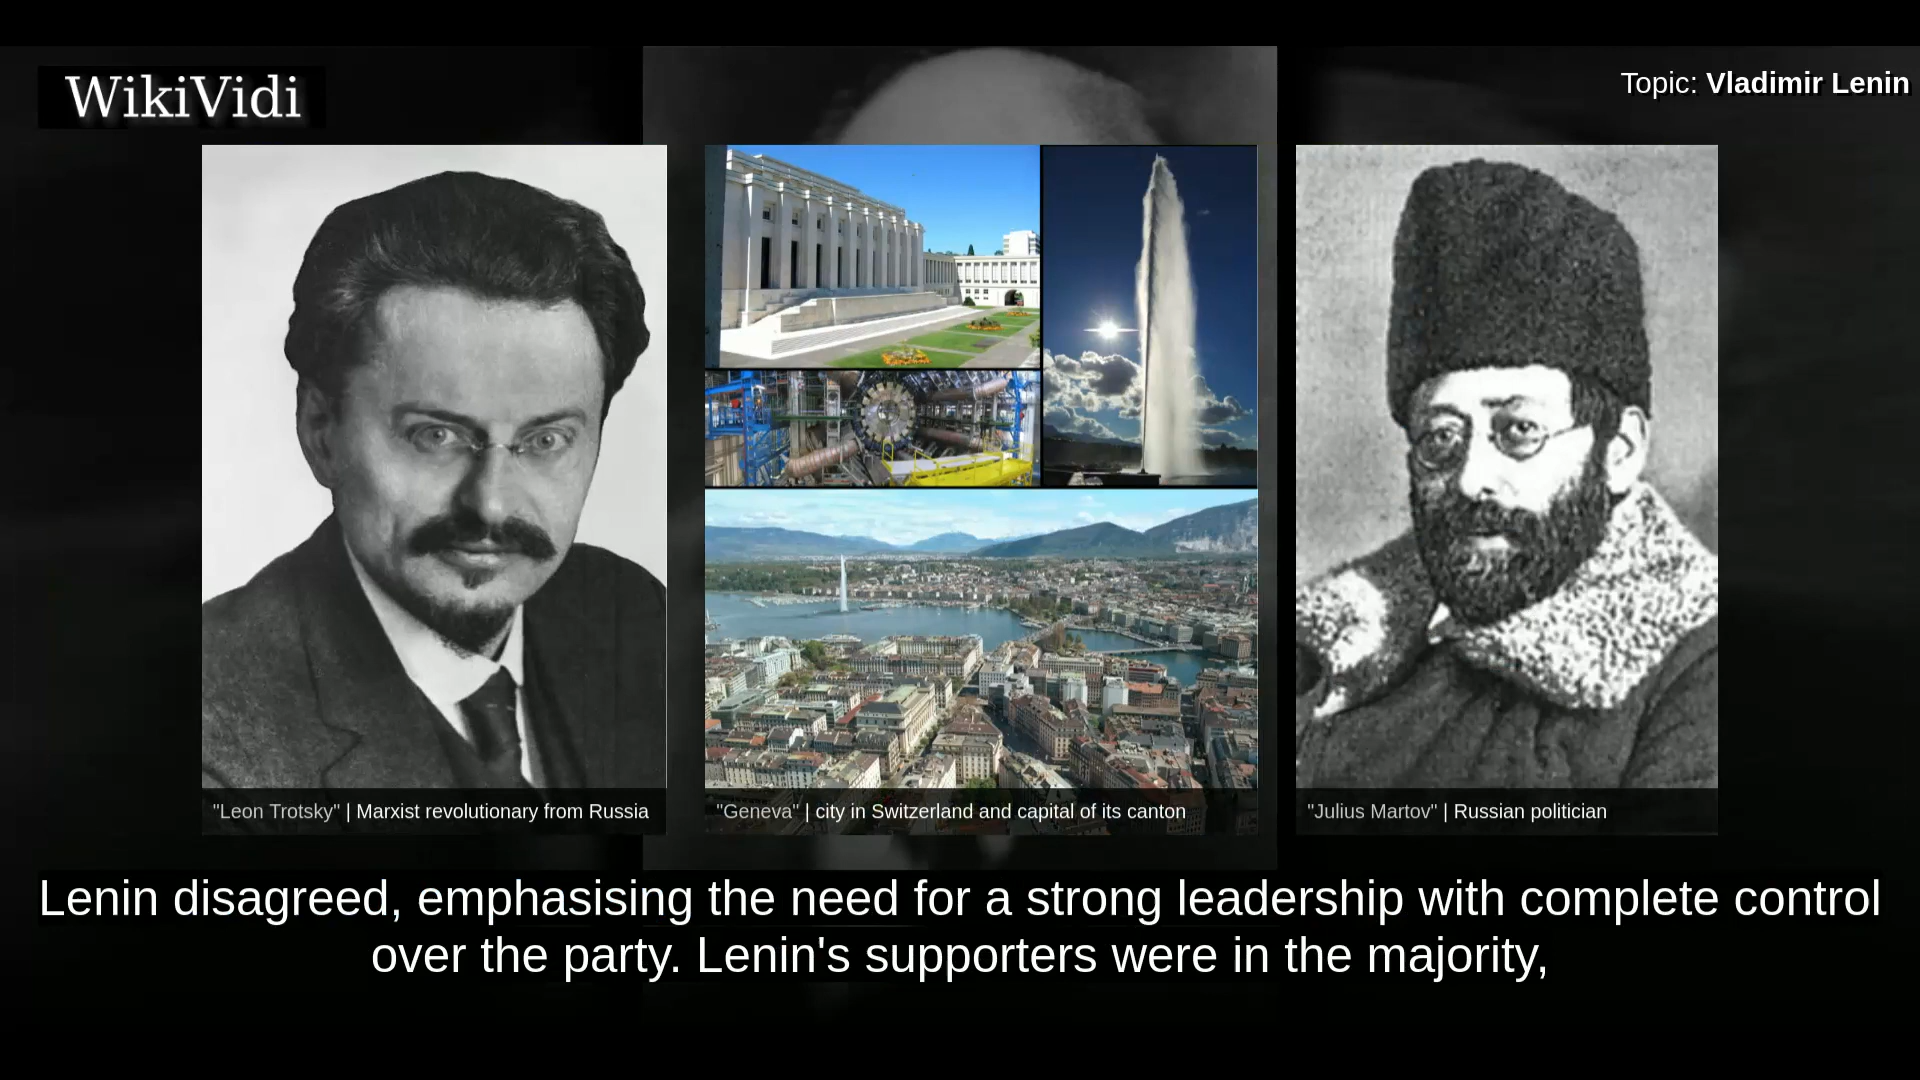 WikiVidi
Topic: Vladimir Lenin
"Leon Trotsky" | Marxist revolutionary from Russia
"Geneva" | city in Switzerland and capital of its canton
"Julius Martov" | Russian politician
Lenin disagreed, emphasising the need for a strong leadership with complete control
over the party. Lenin's supporters were in the majority,